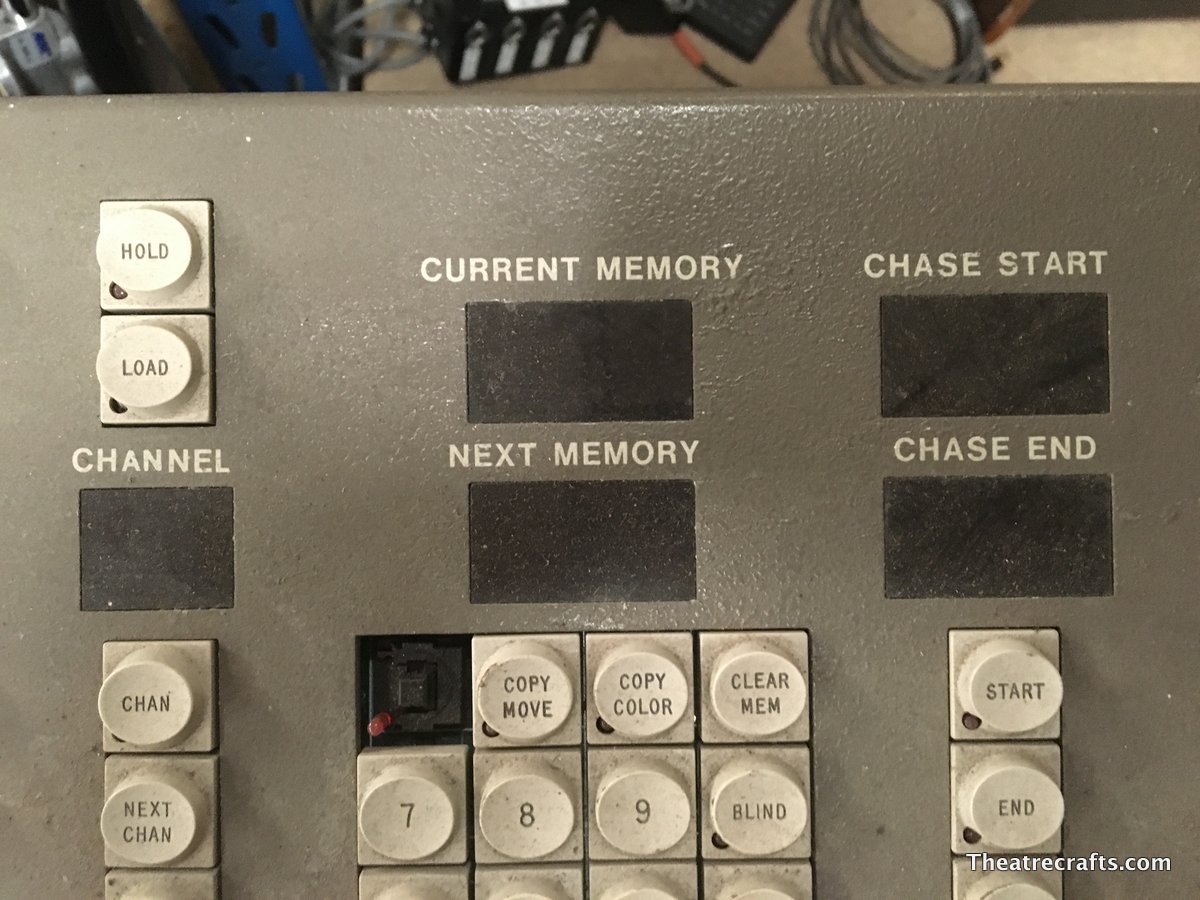 HOLD
CURRENT MEMORY
CHASE START
LOAD
CHANNEL
NEXT MEMORY
CHASE END
CHAN
COPY
MOVE
COPY
COLOR
CLEAR
MEM
START
NEXT
CHAN
7
8
9
BLIND
END
Theatrecrafts.com